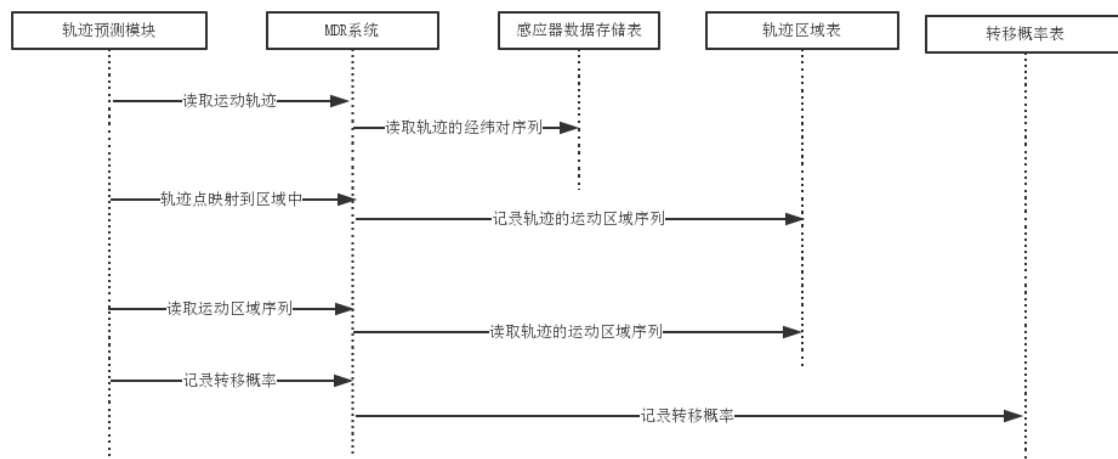 轨迹预测模块
MDR系统
感应器数据存储表
轨迹区域表
转移概率表
读取运动轨迹
读取轨迹的经纬对序列
轨迹点映射到区域中
记录轨迹的运动区域序列
读取运动区域序列
读取轨迹的运动区域序列
记录转移概率
记录转移概率